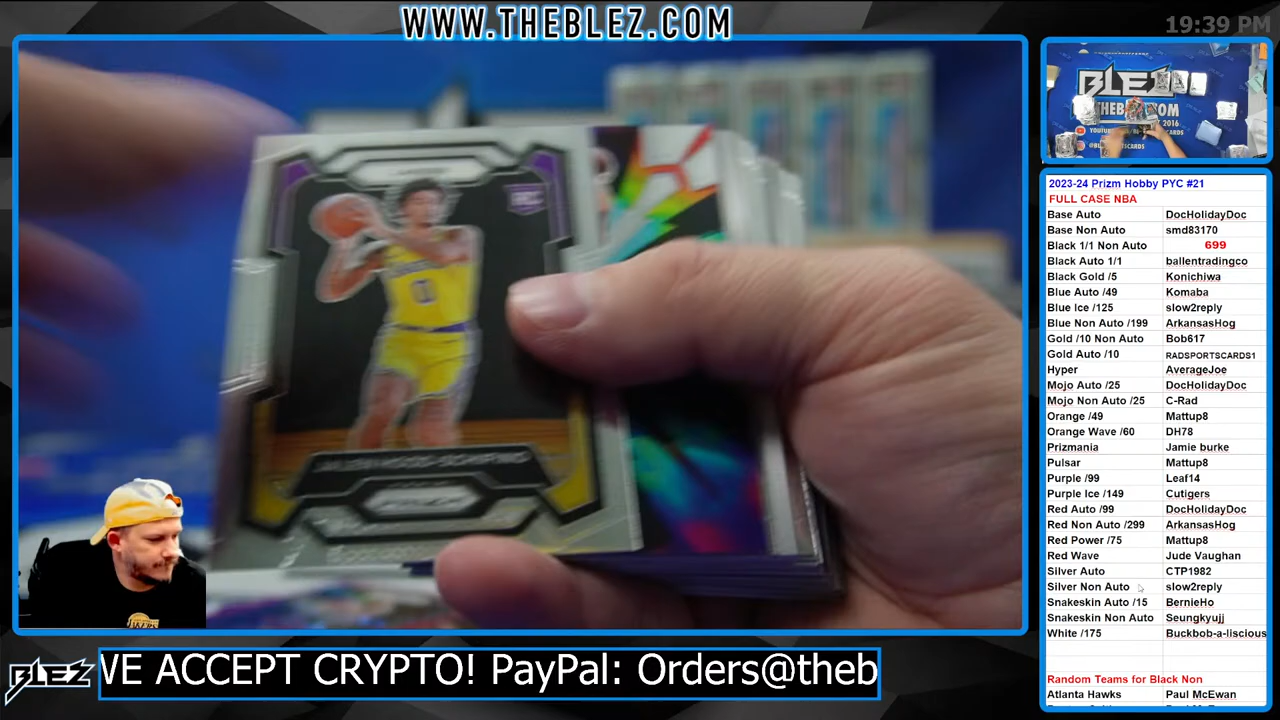 WWW.THEBLEZ.COM
19:39 PM
BLEZ
2016
2023-24 Prizm Hobby PYC #21
FULL CASE NBA
Base Auto DocHolidayDoc
Base Non Auto smd83170
Black 1/1 Non Auto 699
Black Auto 1/1 ballentradingco
Black Gold /5 Konichiwa
Blue Auto /49 Komaba
Blue Ice /125 slow2reply
Blue Non Auto /199 ArkansasHog
Gold /10 Non Auto Bob617
Gold Auto /10 RADSPORTSCARDS1
Hyper AverageJoe
Mojo Auto /25 DocHolidayDoc
Mojo Non Auto /25 C-Rad
Orange /49 Mattup8
Orange Wave /60 DH78
Prizmania Jamie burke
Pulsar Mattup8
Purple /99 Leaf14
Purple Ice /149 Cutigers
Red Auto /99 DocHolidayDoc
Red Non Auto /299 ArkansasHog
Red Power /75 Mattup8
Red Wave Jude Vaughan
Silver Auto CTP1982
Silver Non Auto slow2reply
Snakeskin Auto /15 BernieHo
Snakeskin Non Auto Seungkyujj
White /175 Buckbob-a-liscious
Random Teams for Black Non
Atlanta Hawks Paul McEwan
RC
0
BLEZ
WE ACCEPT CRYPTO! PayPal: Orders@theb